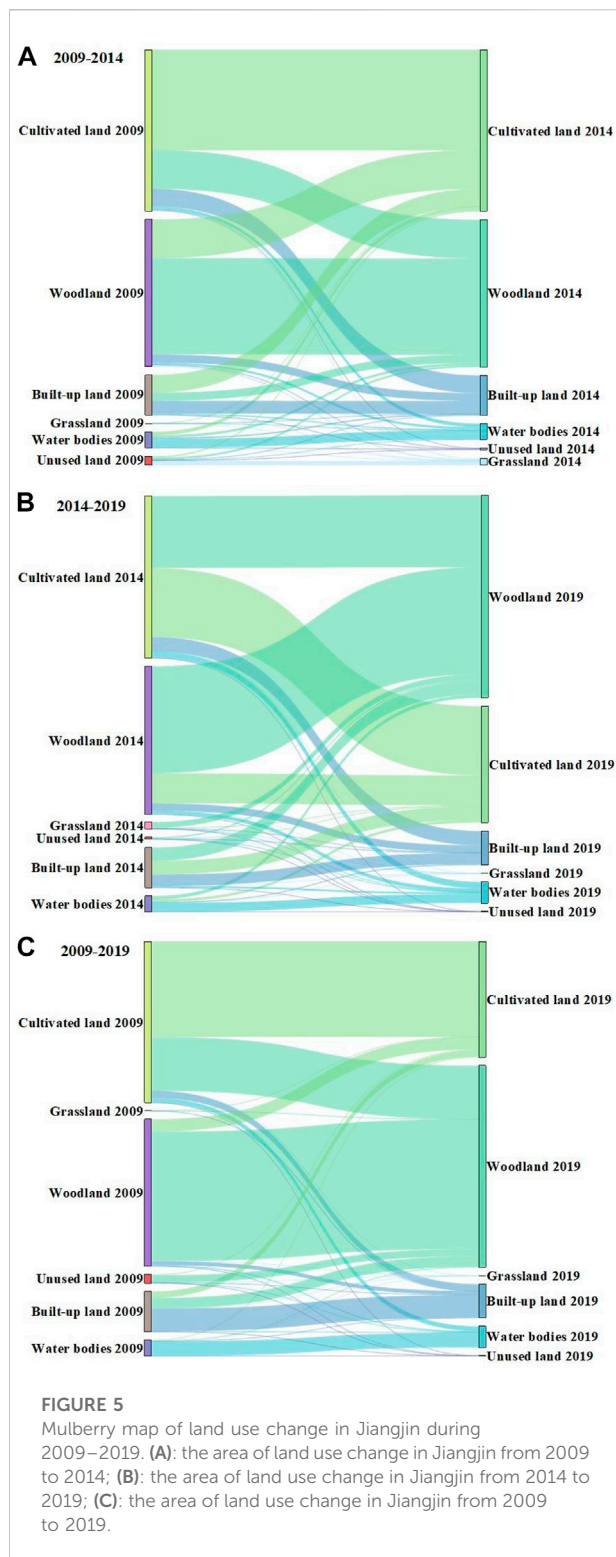 A 2009-2014
Cultivated land 2009
Cultivated land 2014
Woodland 2009
Woodland 2014
Built-up land 2009
Built-up land 2014
Grassland 2009
Water bodies 2009
Water bodies 2014
Unused land 2014
Unused land 2009
Grassland 2014
B 2014-2019
Cultivated land 2014
Woodland 2019
Woodland 2014
Cultivated land 2019
Grassland 2014
Unused land 2014
Built-up land 2019
Built-up land 2014
Grassland 2019
Water bodies 2019
Water bodies 2014
Unused land 2019
C 2009-2019
Cultivated land 2009
Cultivated land 2019
Grassland 2009
Woodland 2019
Woodland 2009
Unused land 2009
Grassland 2019
Built-up land 2019
Built-up land 2009
Water bodies 2019
Water bodies 2009
Unused land 2019
FIGURE 5
Mulberry map of land use change in Jiangjin during
2009–2019. (A): the area of land use change in Jiangjin from 2009
to 2014; (B): the area of land use change in Jiangjin from 2014 to
2019; (C): the area of land use change in Jiangjin from 2009
to 2019.